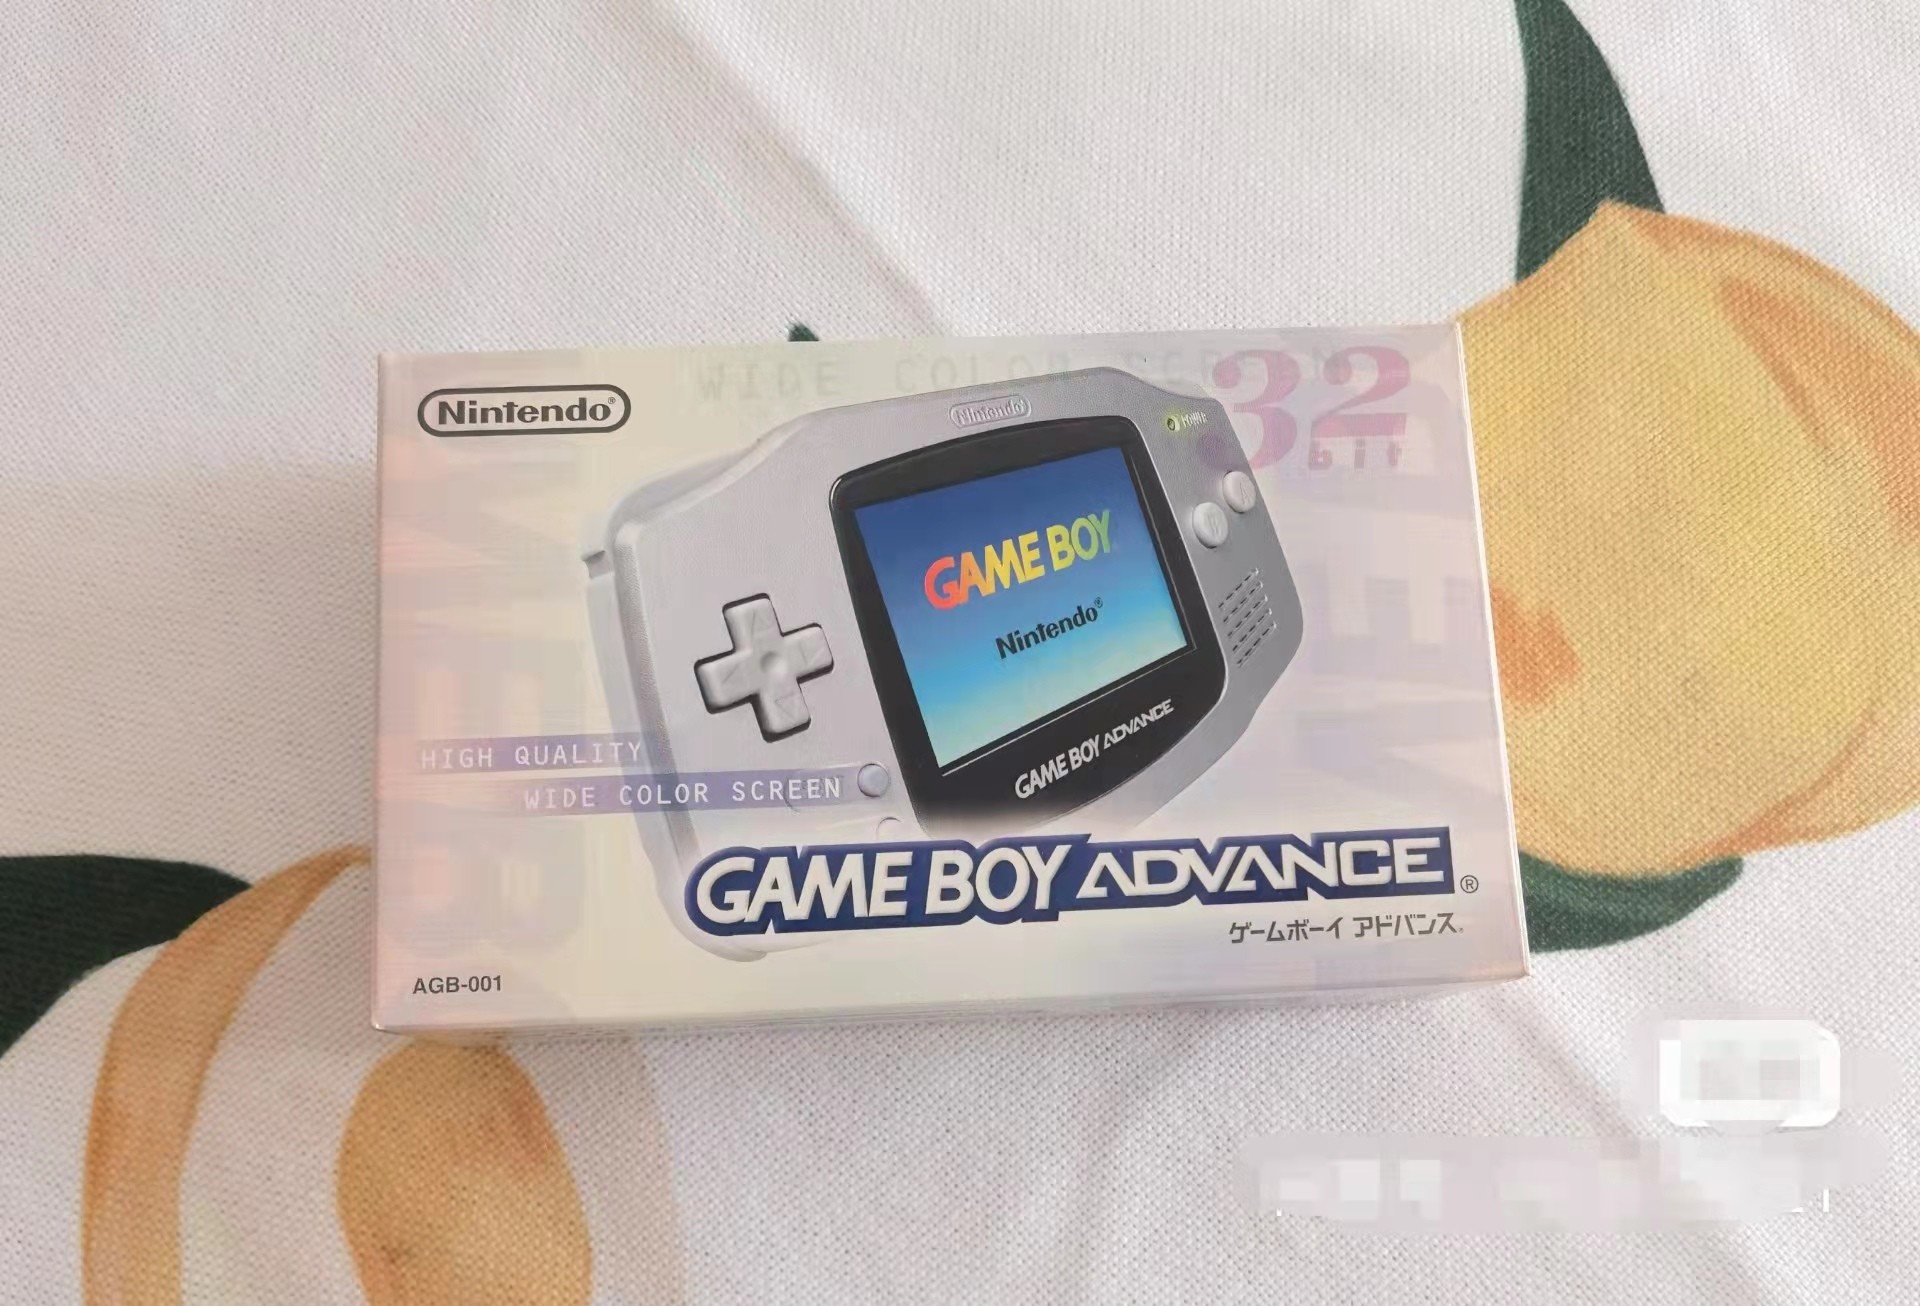 Nintendo®
WIDE COLOR SCREEN
32
bit
Nintendo
POWER
A
B
GAME BOY
Nintendo®
GAME BOY ADVANCE
HIGH QUALITY
WIDE COLOR SCREEN
GAME BOY ADVANCE®
ゲームボーイ アドバンス®
AGB-001